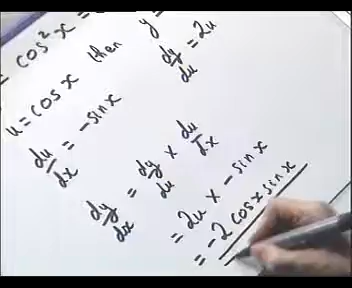 = cos²x =
u = cos x then y =
du/dx = -sin x dy/du = 2u
dy/dx = dy/du × du/dx
= 2u × -sin x
= -2 cos x sin x